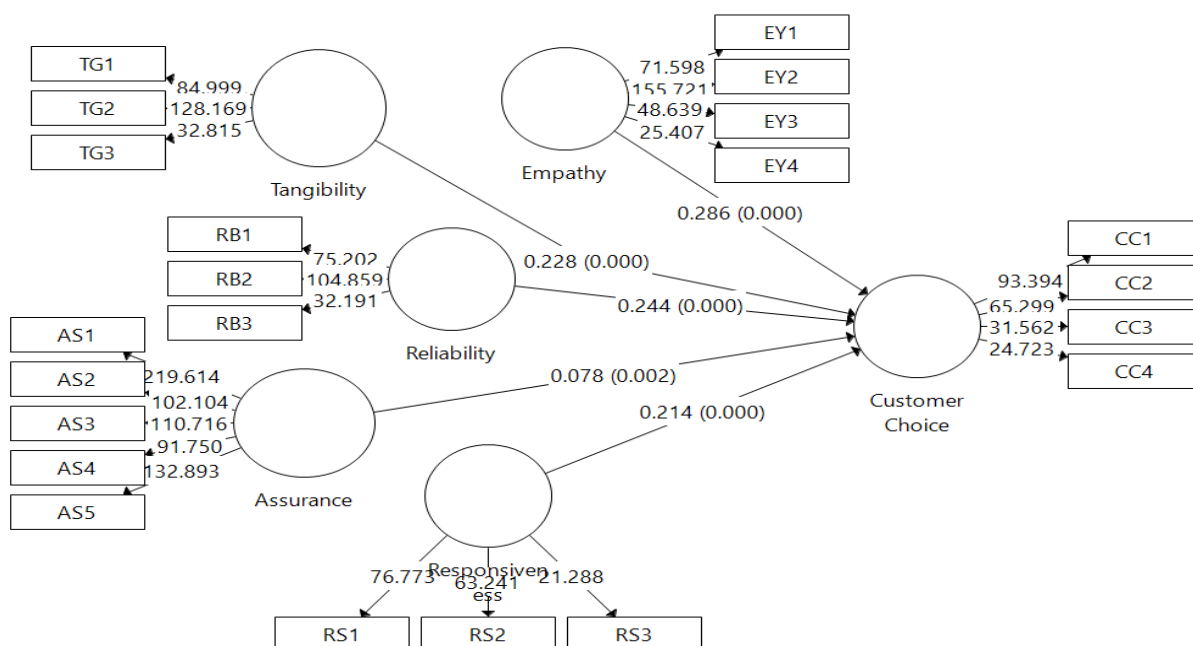 TG1
TG2
TG3
84.999
128.169
32.815
Tangibility
EY1
EY2
EY3
EY4
71.598
155.721
48.639
25.407
Empathy
0.286 (0.000)
0.228 (0.000)
0.244 (0.000)
0.078 (0.002)
0.214 (0.000)
RB1
RB2
RB3
75.202
104.859
32.191
Reliability
CC1
CC2
CC3
CC4
93.394
65.299
31.562
24.723
Customer
Choice
AS1
AS2
AS3
AS4
AS5
219.614
102.104
110.716
91.750
132.893
Assurance
Responsiven
ess
76.773
63.241
21.288
RS1
RS2
RS3